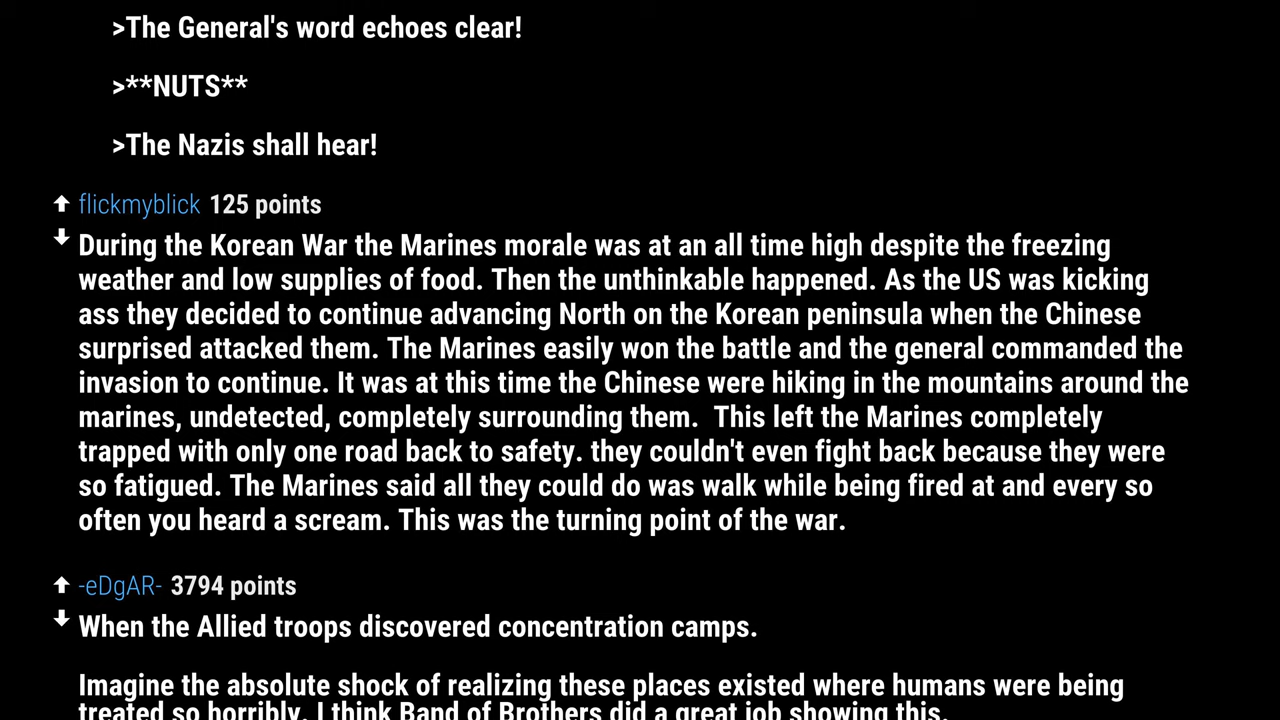 >The General's word echoes clear!
>**NUTS**
>The Nazis shall hear!
flickmyblick 125 points
During the Korean War the Marines morale was at an all time high despite the freezing
weather and low supplies of food. Then the unthinkable happened. As the US was kicking
ass they decided to continue advancing North on the Korean peninsula when the Chinese
surprised attacked them. The Marines easily won the battle and the general commanded the
invasion to continue. It was at this time the Chinese were hiking in the mountains around the
marines, undetected, completely surrounding them.  This left the Marines completely
trapped with only one road back to safety. they couldn't even fight back because they were
so fatigued. The Marines said all they could do was walk while being fired at and every so
often you heard a scream. This was the turning point of the war.
-eDgAR- 3794 points
When the Allied troops discovered concentration camps.
Imagine the absolute shock of realizing these places existed where humans were being
treated so horribly. I think Band of Brothers did a great job showing this.